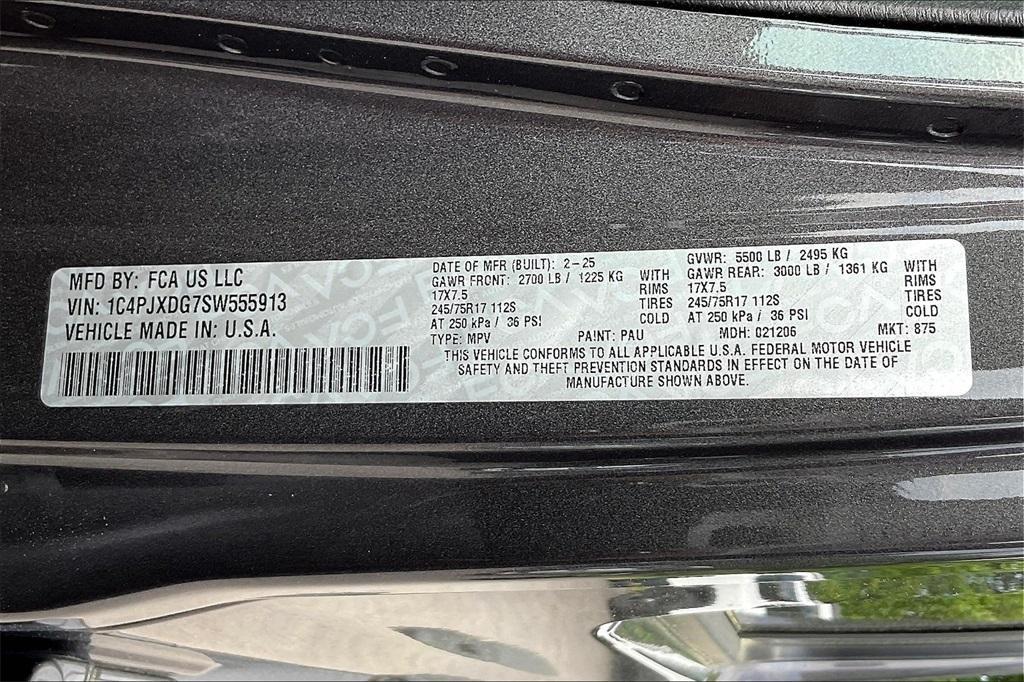 MFD BY: FCA US LLC
VIN: 1C4PJXDG7SW555913
VEHICLE MADE IN: U.S.A.
DATE OF MFR (BUILT): 2-25
GAWR FRONT: 2700 LB / 1225 KG WITH
17X7.5 RIMS
245/75R17 112S TIRES
AT 250 kPa / 36 PSI COLD
TYPE: MPV
GVWR: 5500 LB / 2495 KG
GAWR REAR: 3000 LB / 1361 KG WITH
17X7.5 RIMS
245/75R17 112S TIRES
AT 250 kPa / 36 PSI COLD
PAINT: PAU MDH: 021206 MKT: 875
THIS VEHICLE CONFORMS TO ALL APPLICABLE U.S.A. FEDERAL MOTOR VEHICLE
SAFETY AND THEFT PREVENTION STANDARDS IN EFFECT ON THE DATE OF
MANUFACTURE SHOWN ABOVE.